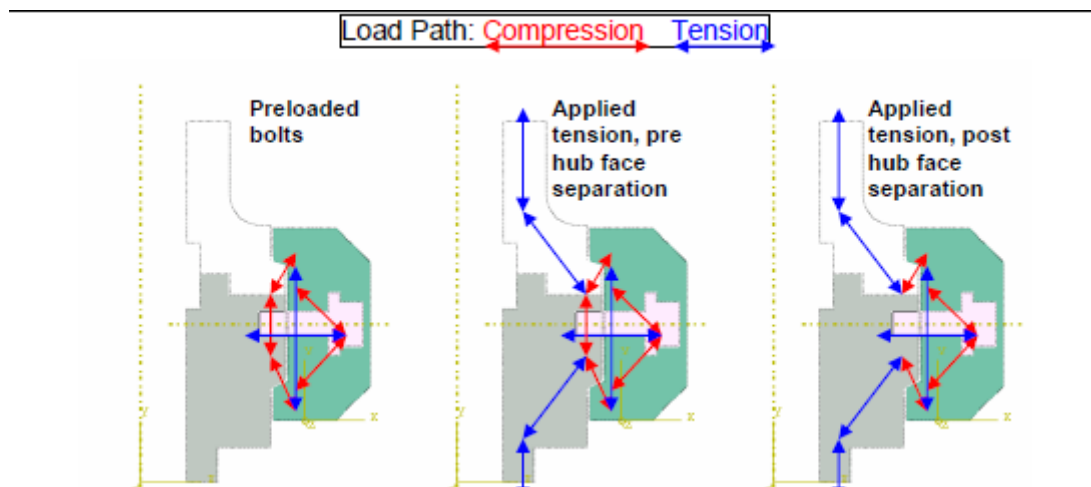 Load Path: Compression Tension
Preloaded
bolts
Applied
tension, pre
hub face
separation
Applied
tension, post
hub face
separation
y
x
y
x
y
x